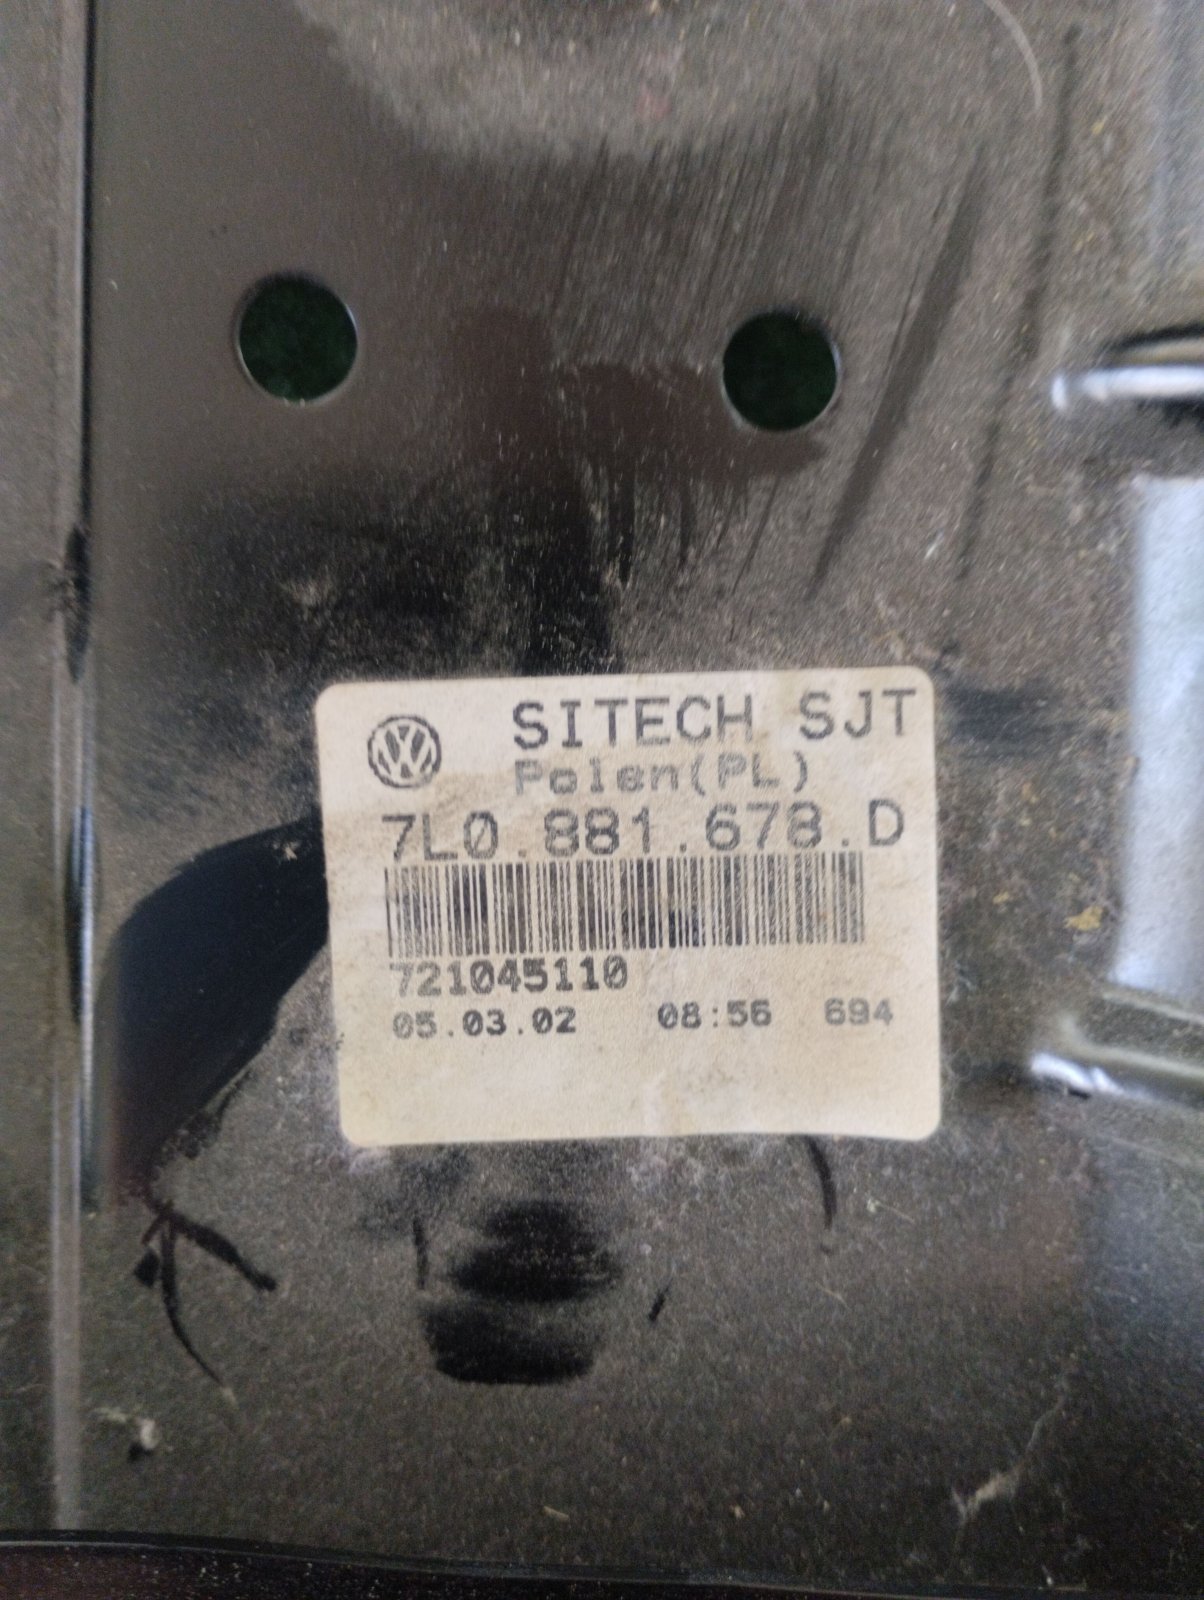 SITECH SJT
Polen(PL)
7L0.881.678.D
721045110
05.03.02 08:56 694